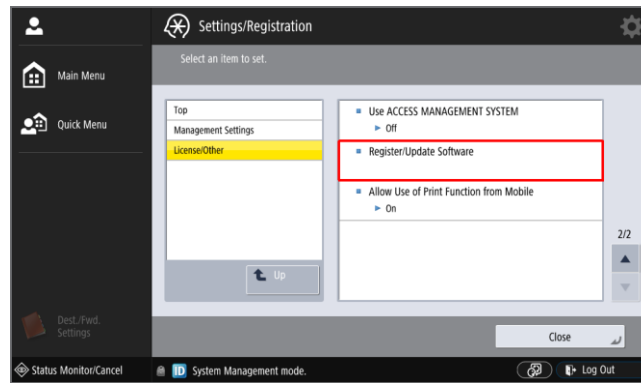 Settings/Registration
Select an item to set.
Main Menu
Quick Menu
Top
Management Settings
License/Other
Up
Use ACCESS MANAGEMENT SYSTEM
Off
Register/Update Software
Allow Use of Print Function from Mobile
On
2/2
Dest./Fwd.
Settings
Close
Status Monitor/Cancel
ID System Management mode.
Log Out